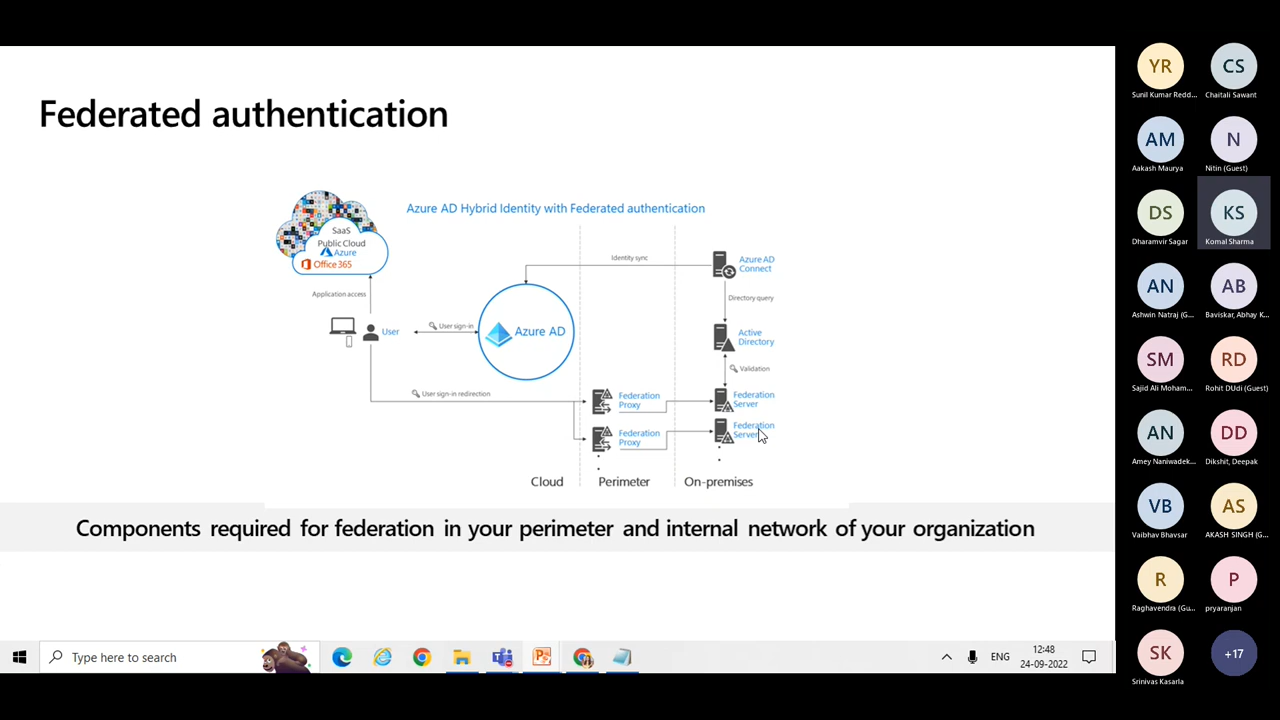 Federated authentication
Azure AD Hybrid Identity with Federated authentication
SaaS
Public Cloud
Azure
Office 365
Application access
User
User sign-in
Azure AD
Identity sync
Azure AD
Connect
Directory query
Active
Directory
Validation
User sign-in redirection
Federation
Proxy
Federation
Server
Federation
Proxy
Federation
Server
Cloud
Perimeter
On-premises
Components required for federation in your perimeter and internal network of your organization
Type here to search
ENG
12:48
24-09-2022
YR
Sunil Kumar Redd...
CS
Chaitali Sawant
AM
Aakash Maurya
N
Nitin (Guest)
DS
Dharamvir Sagar
KS
Komal Sharma
AN
Ashwin Natraj (G...
AB
Baviskar, Abhay K...
SM
Sajid Ali Moham...
RD
Rohit DUdi (Guest)
AN
Amey Naniwadek...
DD
Dikshit, Deepak
VB
Vaibhav Bhavsar
AS
AKASH SINGH (G...
R
Raghavendra (Gu...
P
pryaranjan
SK
Srinivas Kasarla
+17